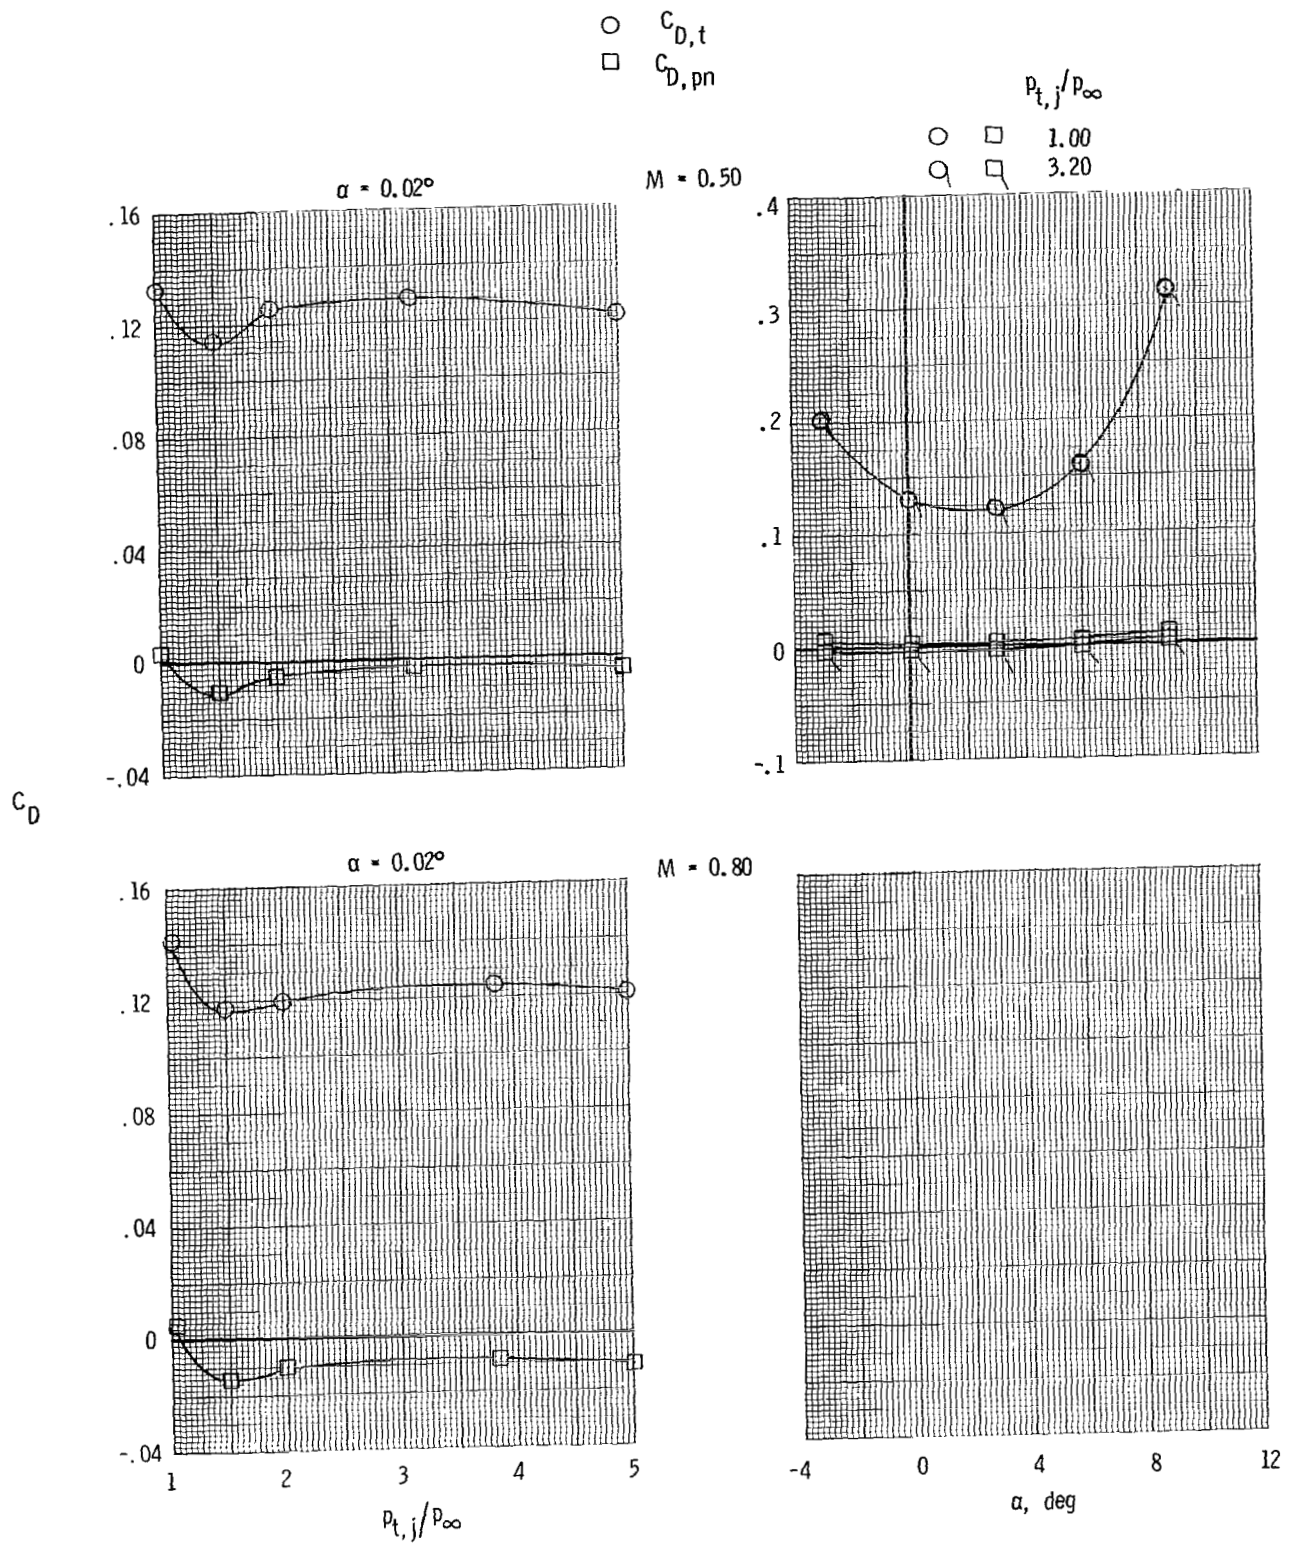 C_D,t
C_D,pn
p_t,j/p_∞
1.00
3.20
α = 0.02°
M = 0.50
.16
.12
.08
.04
0
-.04
.4
.3
.2
.1
0
-.1
C_D
α = 0.02°
M = 0.80
.16
.12
.08
.04
0
-.04
1 2 3 4 5
p_t,j/p_∞
-4 0 4 8 12
α, deg